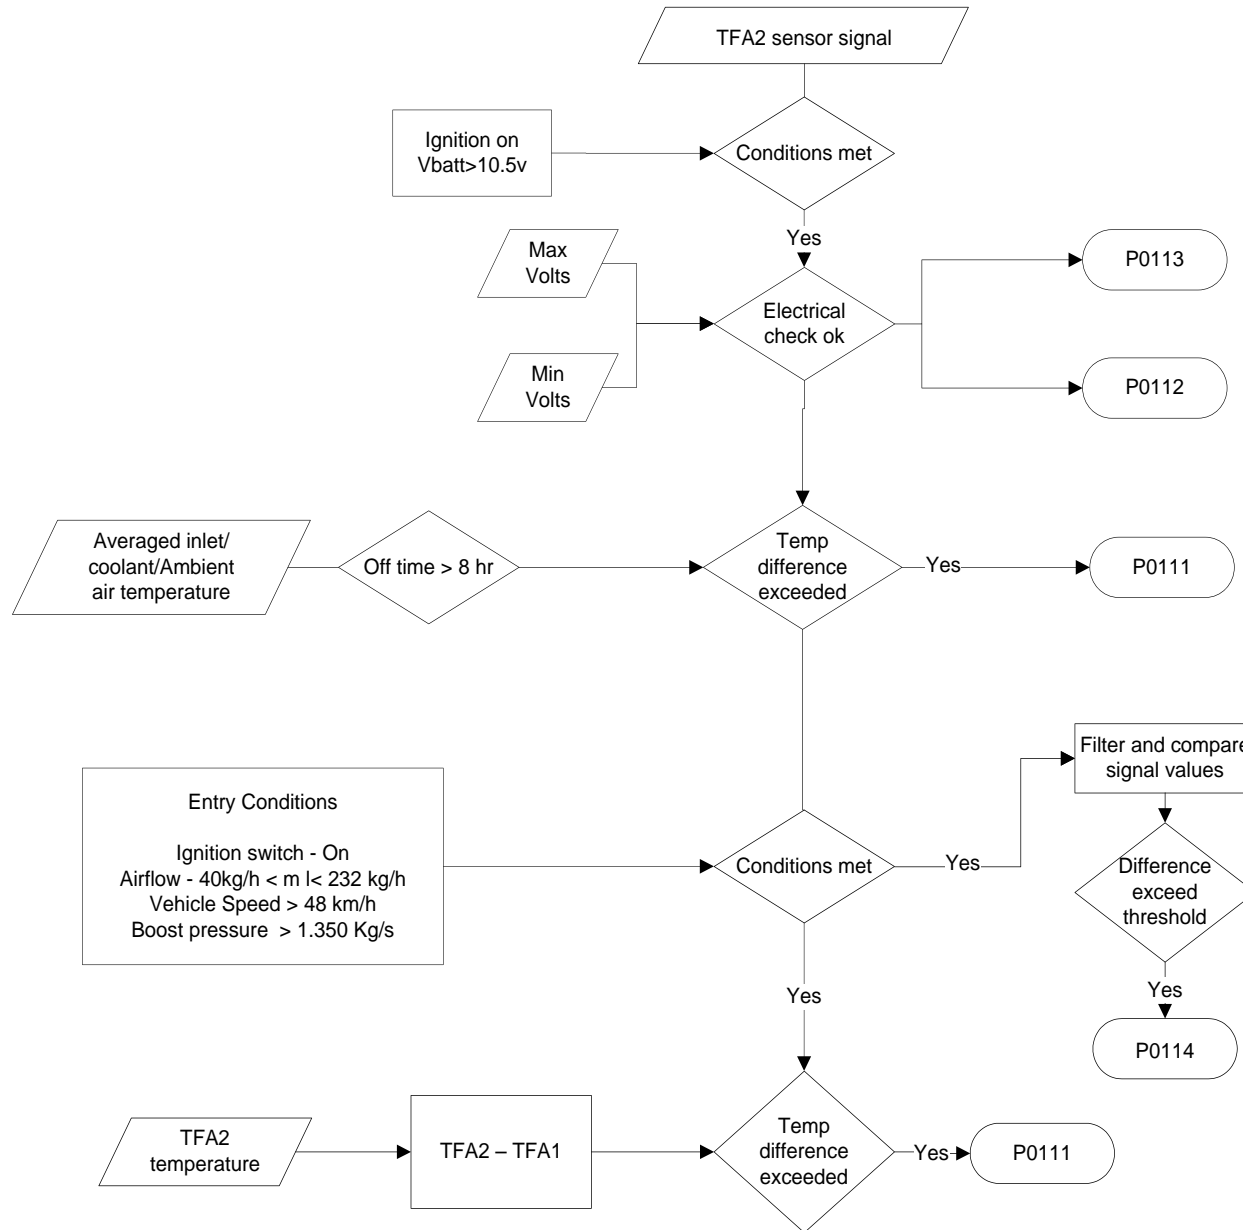 TFA2 sensor signal
Ignition on
Vbatt>10.5v
Conditions met
Yes
Max
Volts
Min
Volts
Electrical
check ok
P0113
P0112
Averaged inlet/
coolant/Ambient
air temperature
Off time > 8 hr
Temp
difference
exceeded
Yes
P0111
Entry Conditions
Ignition switch - On
Airflow - 40kg/h < m l< 232 kg/h
Vehicle Speed > 48 km/h
Boost pressure  > 1.350 Kg/s
Conditions met
Yes
Filter and compare
signal values
Difference
exceed
threshold
Yes
P0114
Yes
TFA2
temperature
TFA2 – TFA1
Temp
difference
exceeded
Yes
P0111